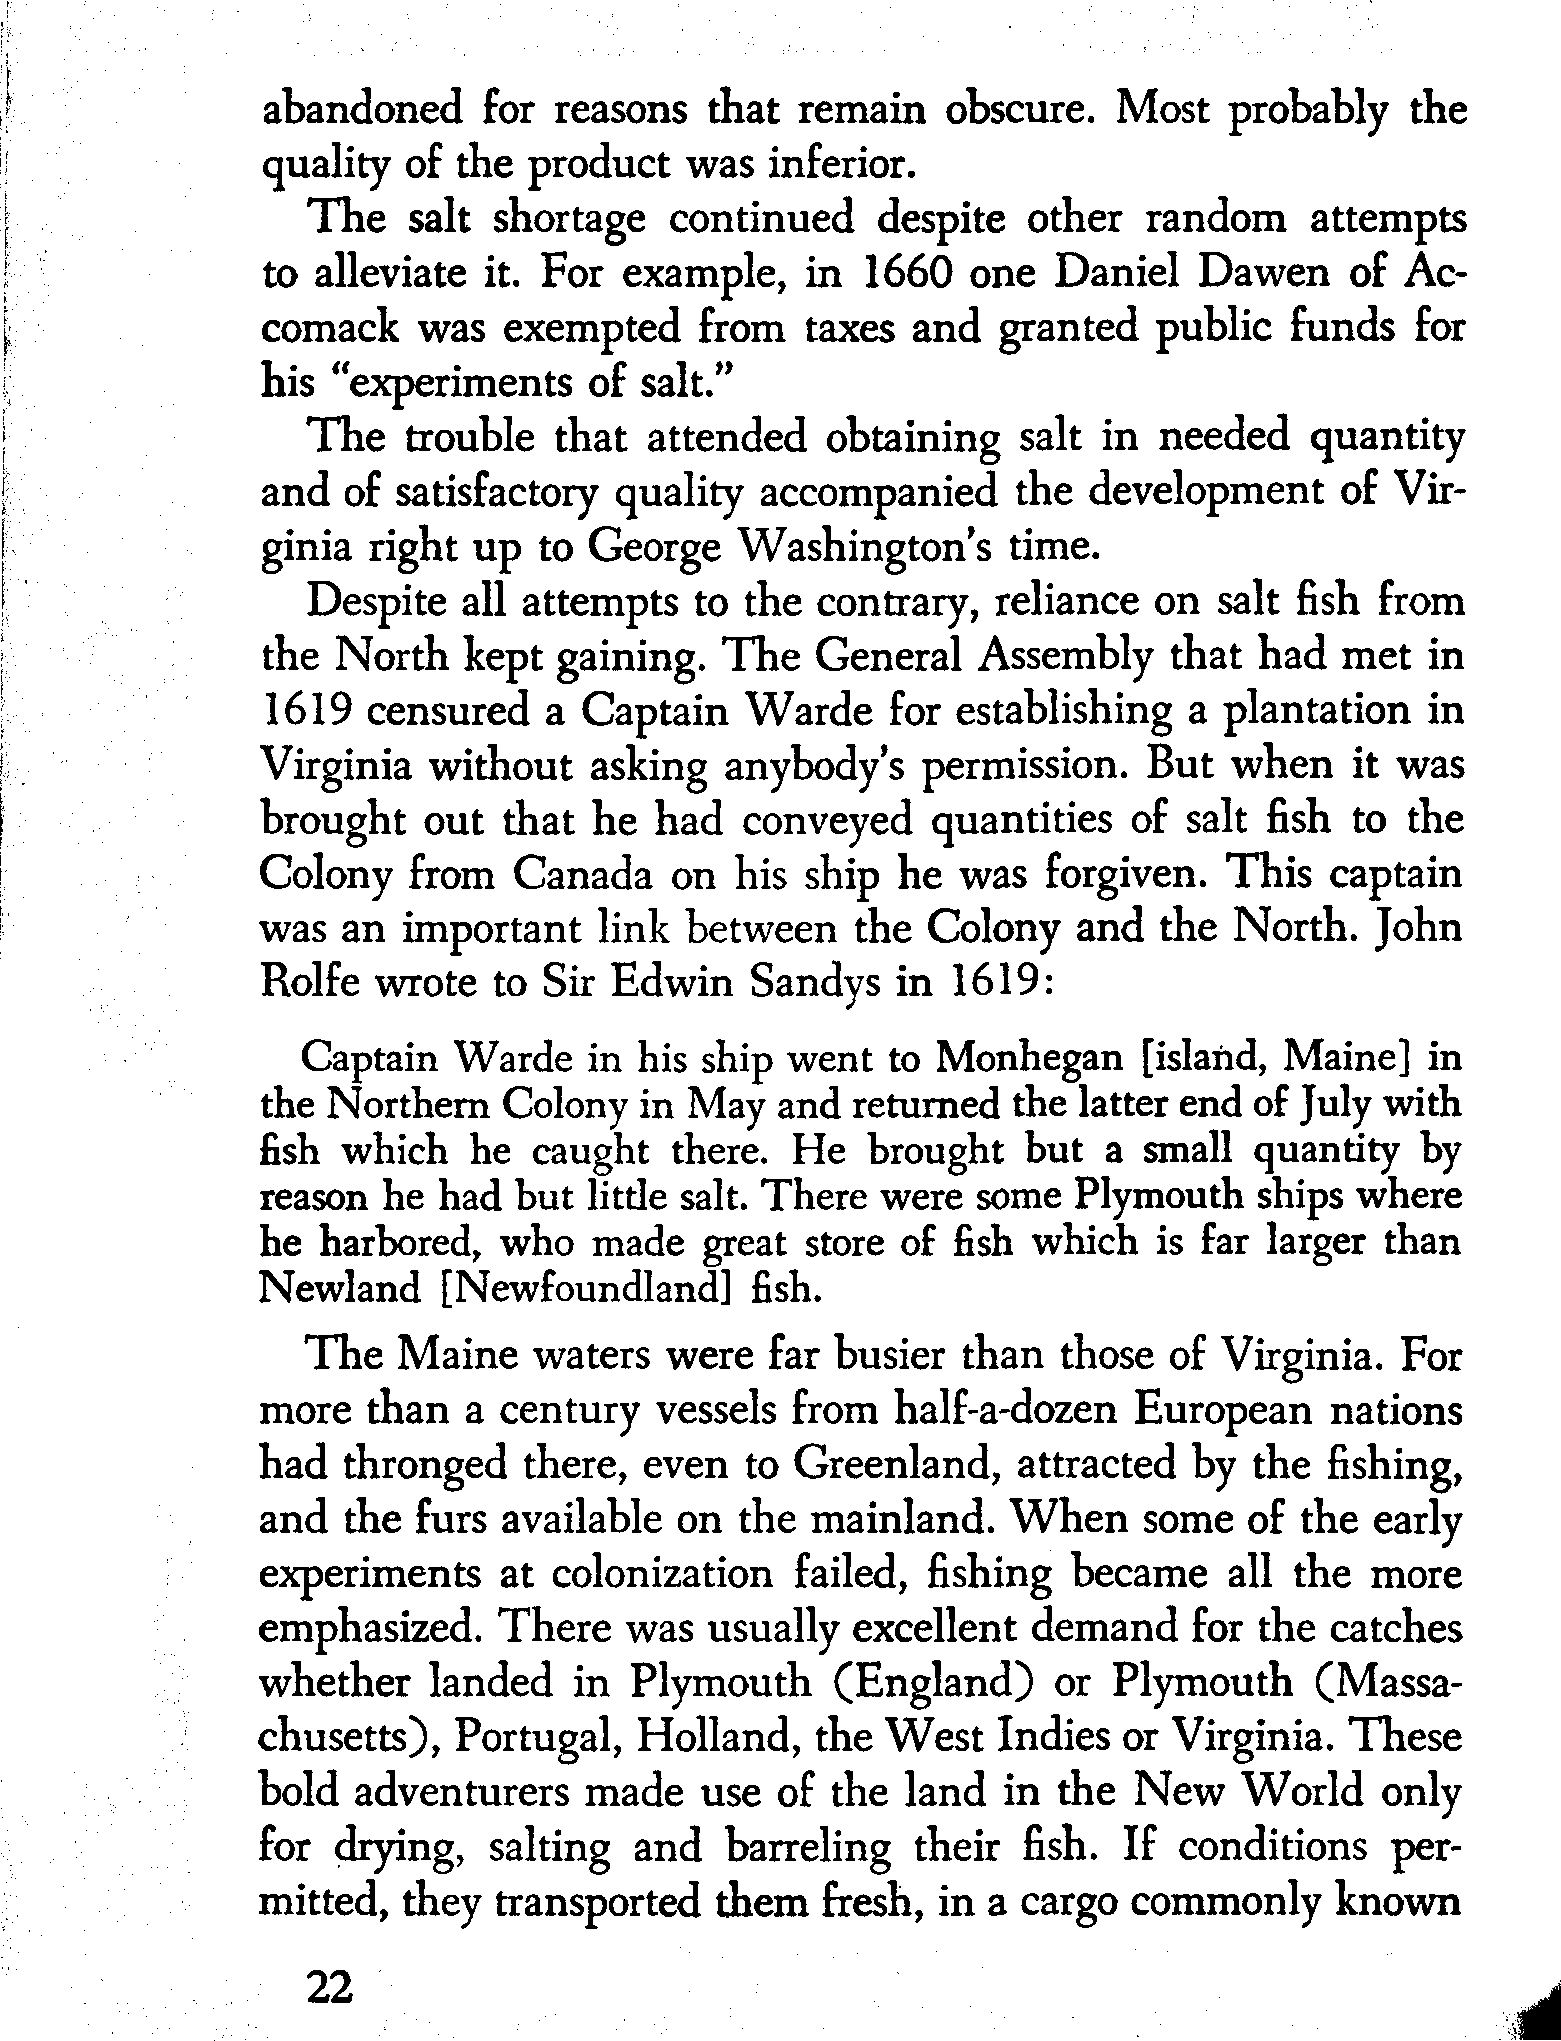 abandoned for reasons that remain obscure. Most probably the
quality of the product was inferior.
The salt shortage continued despite other random attempts
to alleviate it. For example, in 1660 one Daniel Dawen of Ac-
comack was exempted from taxes and granted public funds for
his "experiments of salt."
The trouble that attended obtaining salt in needed quantity
and of satisfactory quality accompanied the development of Vir-
ginia right up to George Washington's time.
Despite all attempts to the contrary, reliance on salt fish from
the North kept gaining. The General Assembly that had met in
1619 censured a Captain Warde for establishing a plantation in
Virginia without asking anybody's permission. But when it was
brought out that he had conveyed quantities of salt fish to the
Colony from Canada on his ship he was forgiven. This captain
was an important link between the Colony and the North. John
Rolfe wrote to Sir Edwin Sandys in 1619:
Captain Warde in his ship went to Monhegan [island, Maine] in
the Northern Colony in May and returned the latter end of July with
fish which he caught there. He brought but a small quantity by
reason he had but little salt. There were some Plymouth ships where
he harbored, who made great store of fish which is far larger than
Newland [Newfoundland] fish.
The Maine waters were far busier than those of Virginia. For
more than a century vessels from half-a-dozen European nations
had thronged there, even to Greenland, attracted by the fishing,
and the furs available on the mainland. When some of the early
experiments at colonization failed, fishing became all the more
emphasized. There was usually excellent demand for the catches
whether landed in Plymouth (England) or Plymouth (Massa-
chusetts), Portugal, Holland, the West Indies or Virginia. These
bold adventurers made use of the land in the New World only
for drying, salting and barreling their fish. If conditions per-
mitted, they transported them fresh, in a cargo commonly known
22